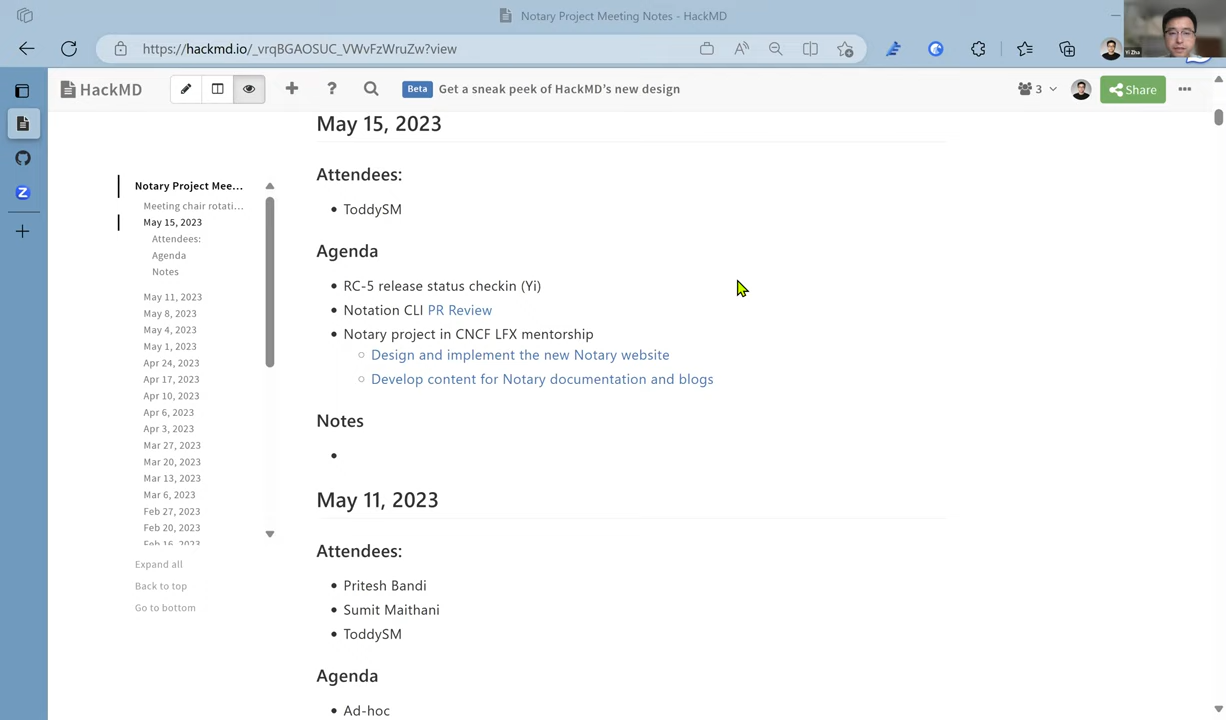 Notary Project Meeting Notes - HackMD
https://hackmd.io/_vrqBGAOSUC_VWvFzWruZw?view
Yi Zha
HackMD
Beta Get a sneak peek of HackMD's new design
3
Share
May 15, 2023
Attendees:
ToddySM
Agenda
RC-5 release status checkin (Yi)
Notation CLI PR Review
Notary project in CNCF LFX mentorship
Design and implement the new Notary website
Develop content for Notary documentation and blogs
Notes
May 11, 2023
Attendees:
Pritesh Bandi
Sumit Maithani
ToddySM
Agenda
Ad-hoc
Notary Project Mee...
Meeting chair rotati...
May 15, 2023
Attendees:
Agenda
Notes
May 11, 2023
May 8, 2023
May 4, 2023
May 1, 2023
Apr 24, 2023
Apr 17, 2023
Apr 10, 2023
Apr 6, 2023
Apr 3, 2023
Mar 27, 2023
Mar 20, 2023
Mar 13, 2023
Mar 6, 2023
Feb 27, 2023
Feb 20, 2023
Feb 16, 2023
Expand all
Back to top
Go to bottom